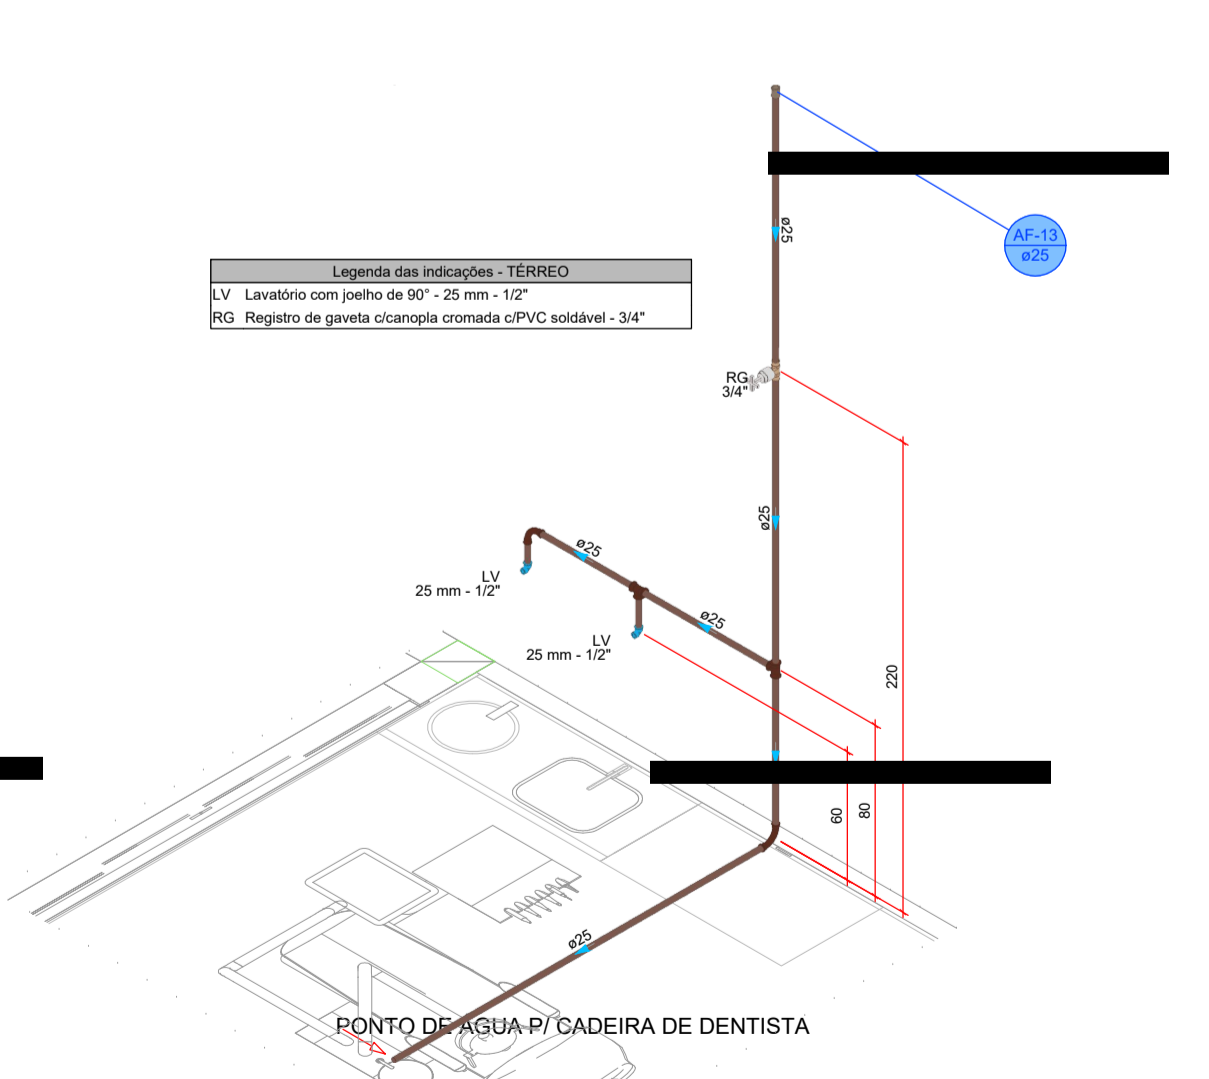 AF-13
ø25
ø25
Legenda das indicações - TÉRREO
LV Lavatório com joelho de 90° - 25 mm - 1/2"
RG Registro de gaveta c/canopla cromada c/PVC soldável - 3/4"
RG
3/4"
ø25
ø25
LV
25 mm - 1/2"
ø25
LV
25 mm - 1/2"
220
60
80
ø25
PONTO DE ÁGUA P/ CADEIRA DE DENTISTA